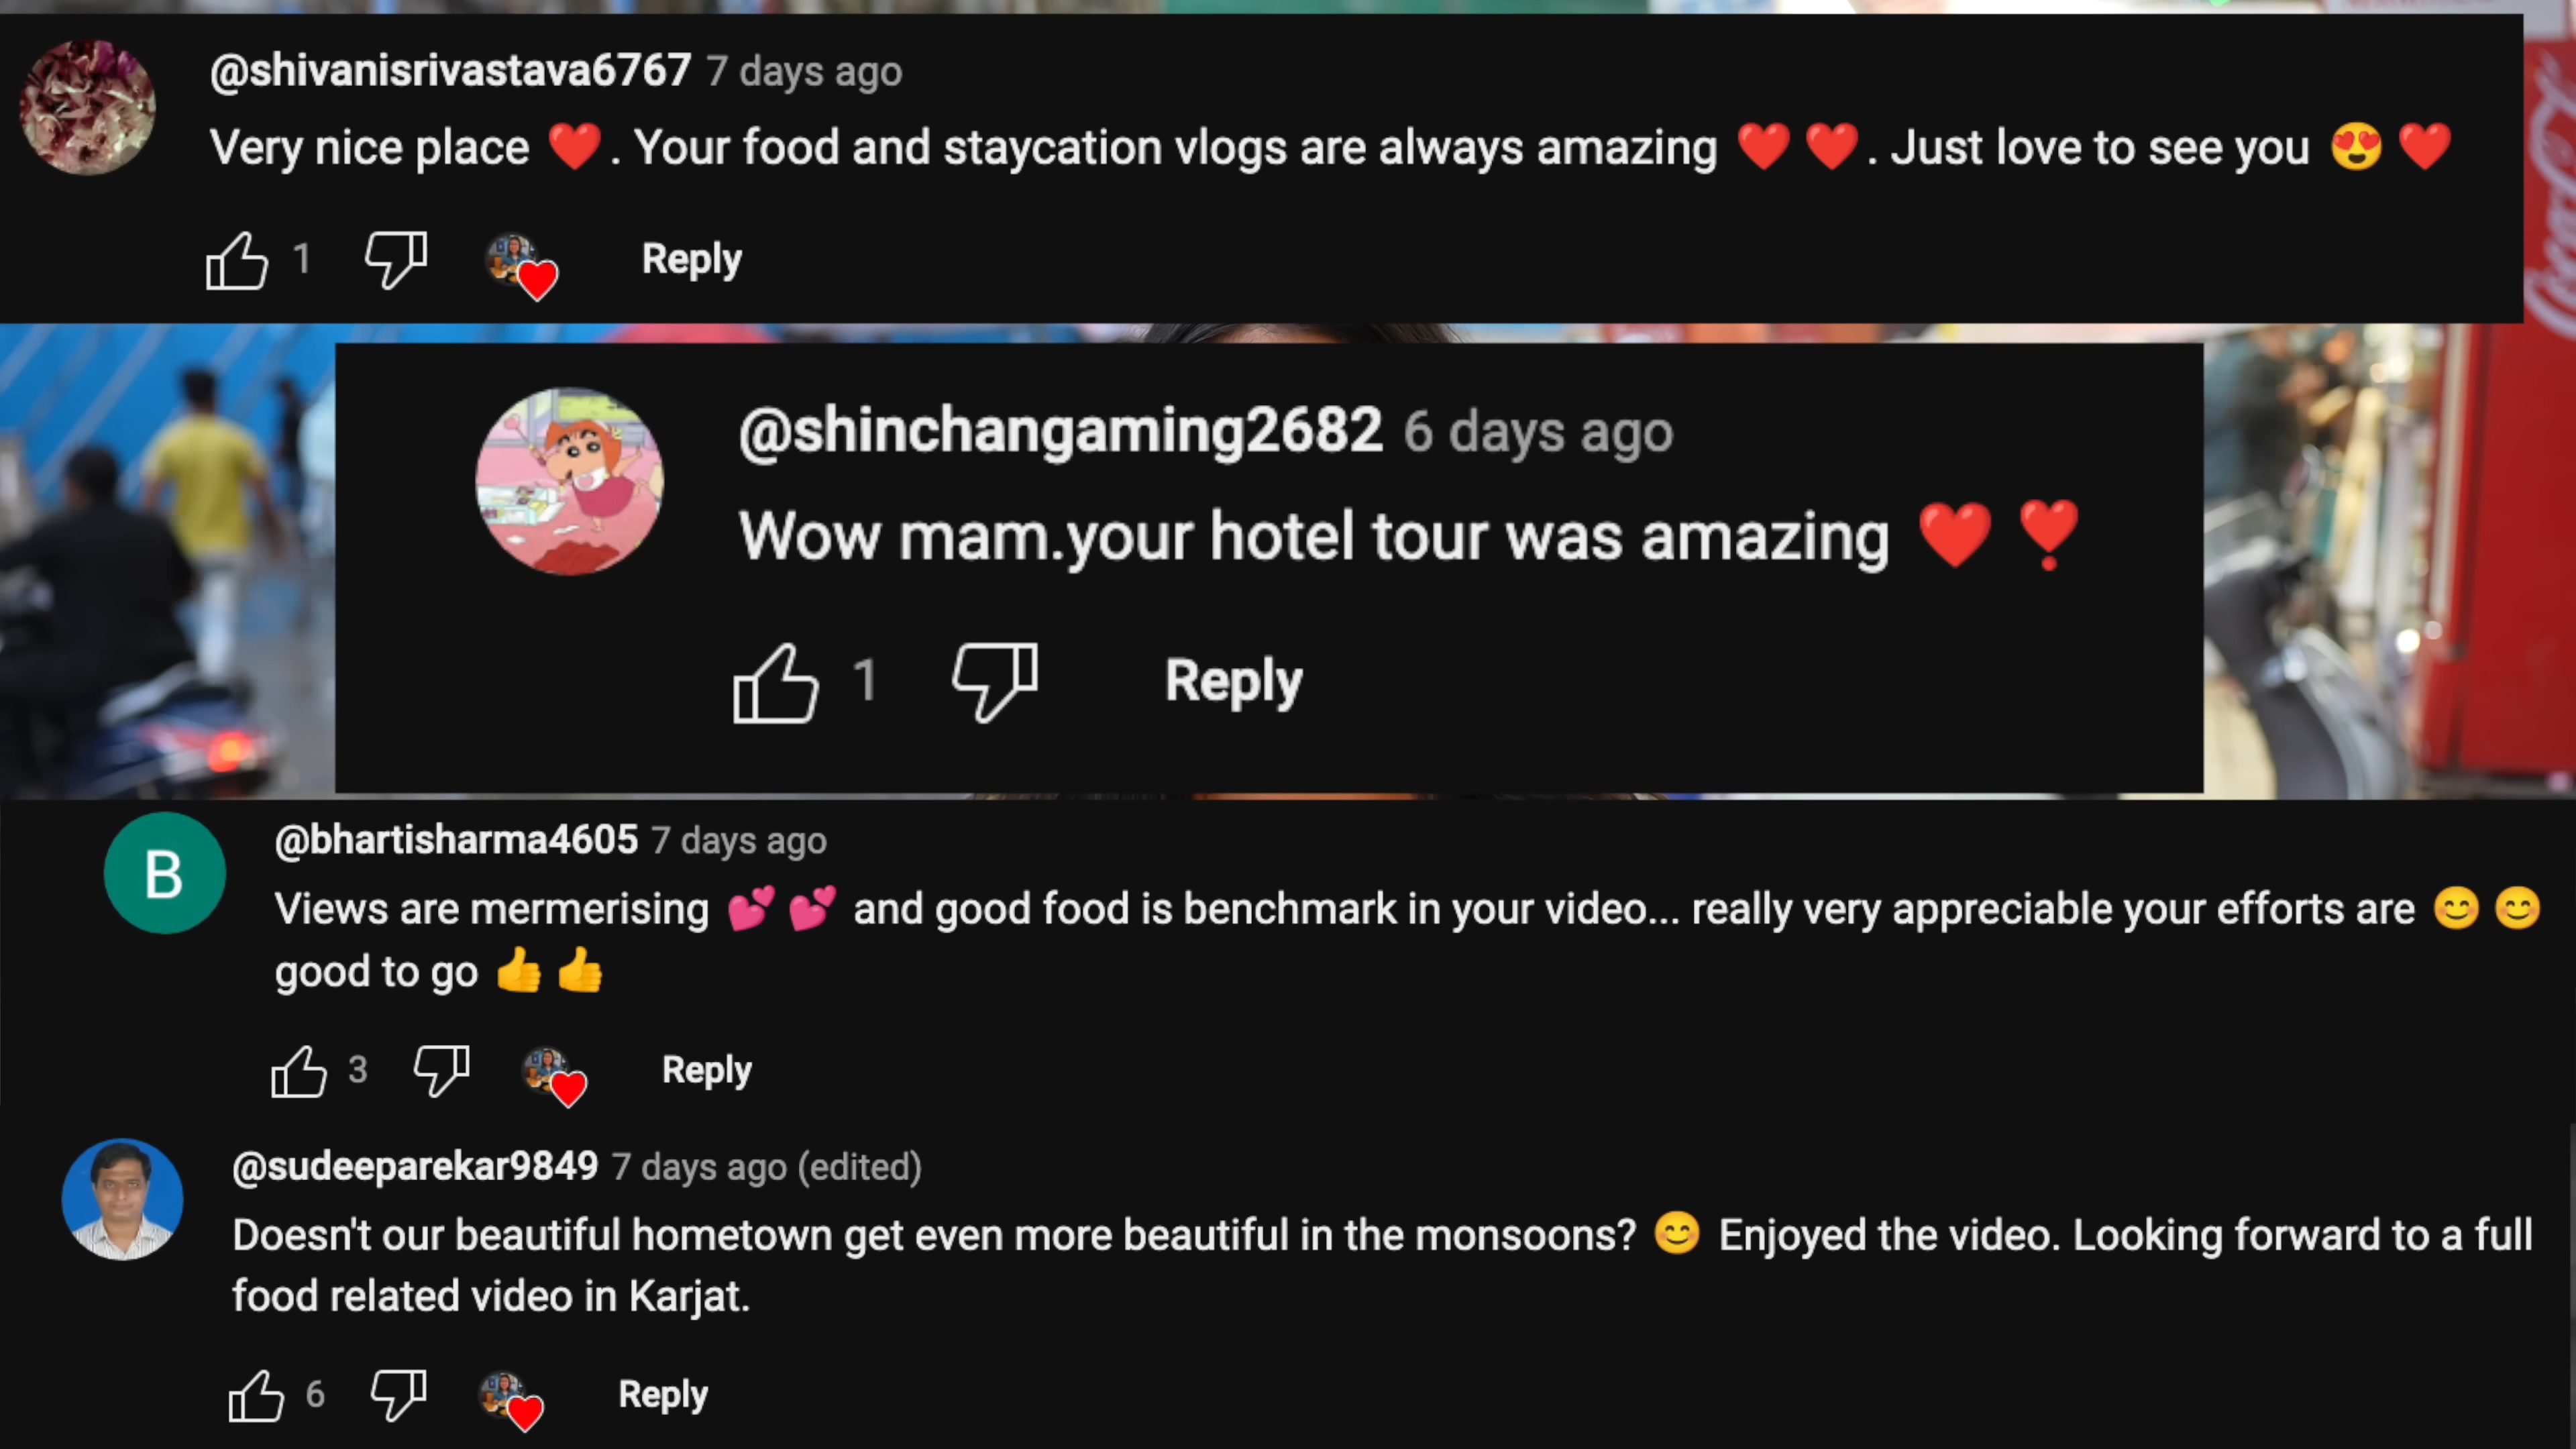 @shivanisrivastava6767 7 days ago
Very nice place ❤️. Your food and staycation vlogs are always amazing ❤️❤️. Just love to see you 😍❤️
1 Reply
@shinchangaming2682 6 days ago
Wow mam.your hotel tour was amazing ❤️❣️
1 Reply
B
@bhartisharma4605 7 days ago
Views are mermerising 💕💕 and good food is benchmark in your video... really very appreciable your efforts are 😊😊
good to go 👍👍
3 Reply
@sudeeparekar9849 7 days ago (edited)
Doesn't our beautiful hometown get even more beautiful in the monsoons? 😊 Enjoyed the video. Looking forward to a full
food related video in Karjat.
6 Reply